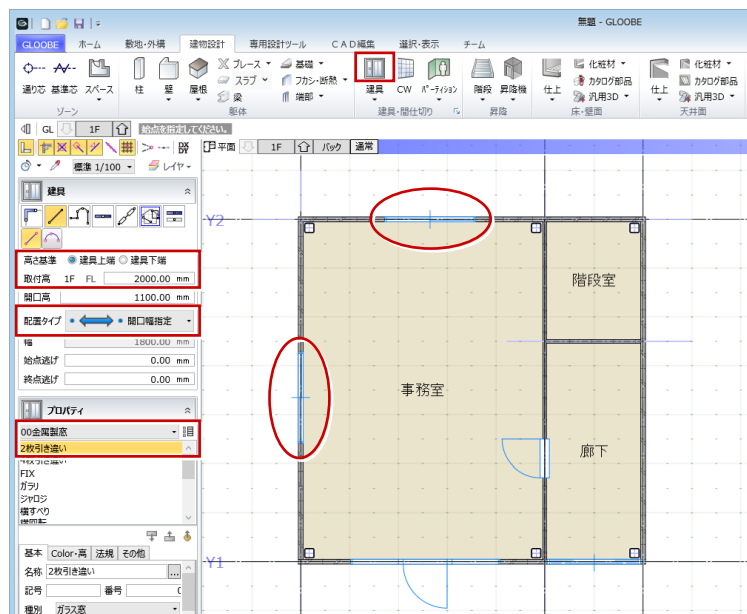 無題 - GLOOBE
GLOOBE ホーム 敷地・外構 建物設計 専用設計ツール CAD編集 選択・表示 チーム
通り芯 基準芯 スペース 柱 壁 屋根 ブレース スラブ 梁 基礎 フカシ・断熱 端部 建具 CW パーティション 階段 昇降機 仕上 化粧材 カタログ部品 汎用3D 仕上 化粧材 カタログ部品 汎用3D
ゾーン 躯体 建具・間仕切り 昇降 床・壁面 天井面
GL 1F 始点を指定してください。
平面 1F バック 通常
標準 1/100 レイヤ
建具
高さ基準 建具上端 建具下端
取付高 1F FL 2000.00 mm
開口高 1100.00 mm
配置タイプ 開口幅指定
幅 1800.00 mm
始点逃げ 0.00 mm
終点逃げ 0.00 mm
プロパティ
00金属製窓
2枚引き違い
4枚引き違い
FIX
ガラリ
ジャロジ
横すべり
横回転
基本 Color・高 法規 その他
名称 2枚引き違い ...
記号 番号 0
種別 ガラス窓
Y2
階段室
事務室
廊下
Y1